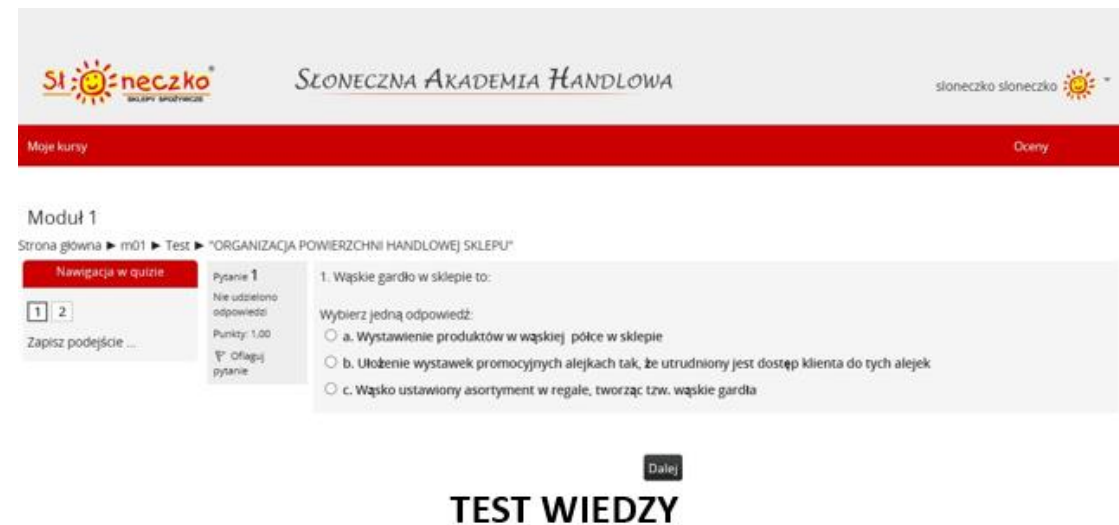 Słoneczko®
SKLEPY SPOŻYWCZE
SŁONECZNA AKADEMIA HANDLOWA
sloneczko sloneczko
Moje kursy
Oceny
Moduł 1
Strona główna ► m01 ► Test ► "ORGANIZACJA POWIERZCHNI HANDLOWEJ SKLEPU"
Nawigacja w quizie
1 2
Zapisz podejście ...
Pytanie 1
Nie udzielono
odpowiedzi
Punkty: 1,00
Oflaguj
pytanie
1. Wąskie gardło w sklepie to:
Wybierz jedną odpowiedź:
a. Wystawienie produktów w wąskiej półce w sklepie
b. Ułożenie wystawek promocyjnych alejkach tak, że utrudniony jest dostęp klienta do tych alejek
c. Wąsko ustawiony asortyment w regale, tworząc tzw. wąskie gardła
Dalej
TEST WIEDZY